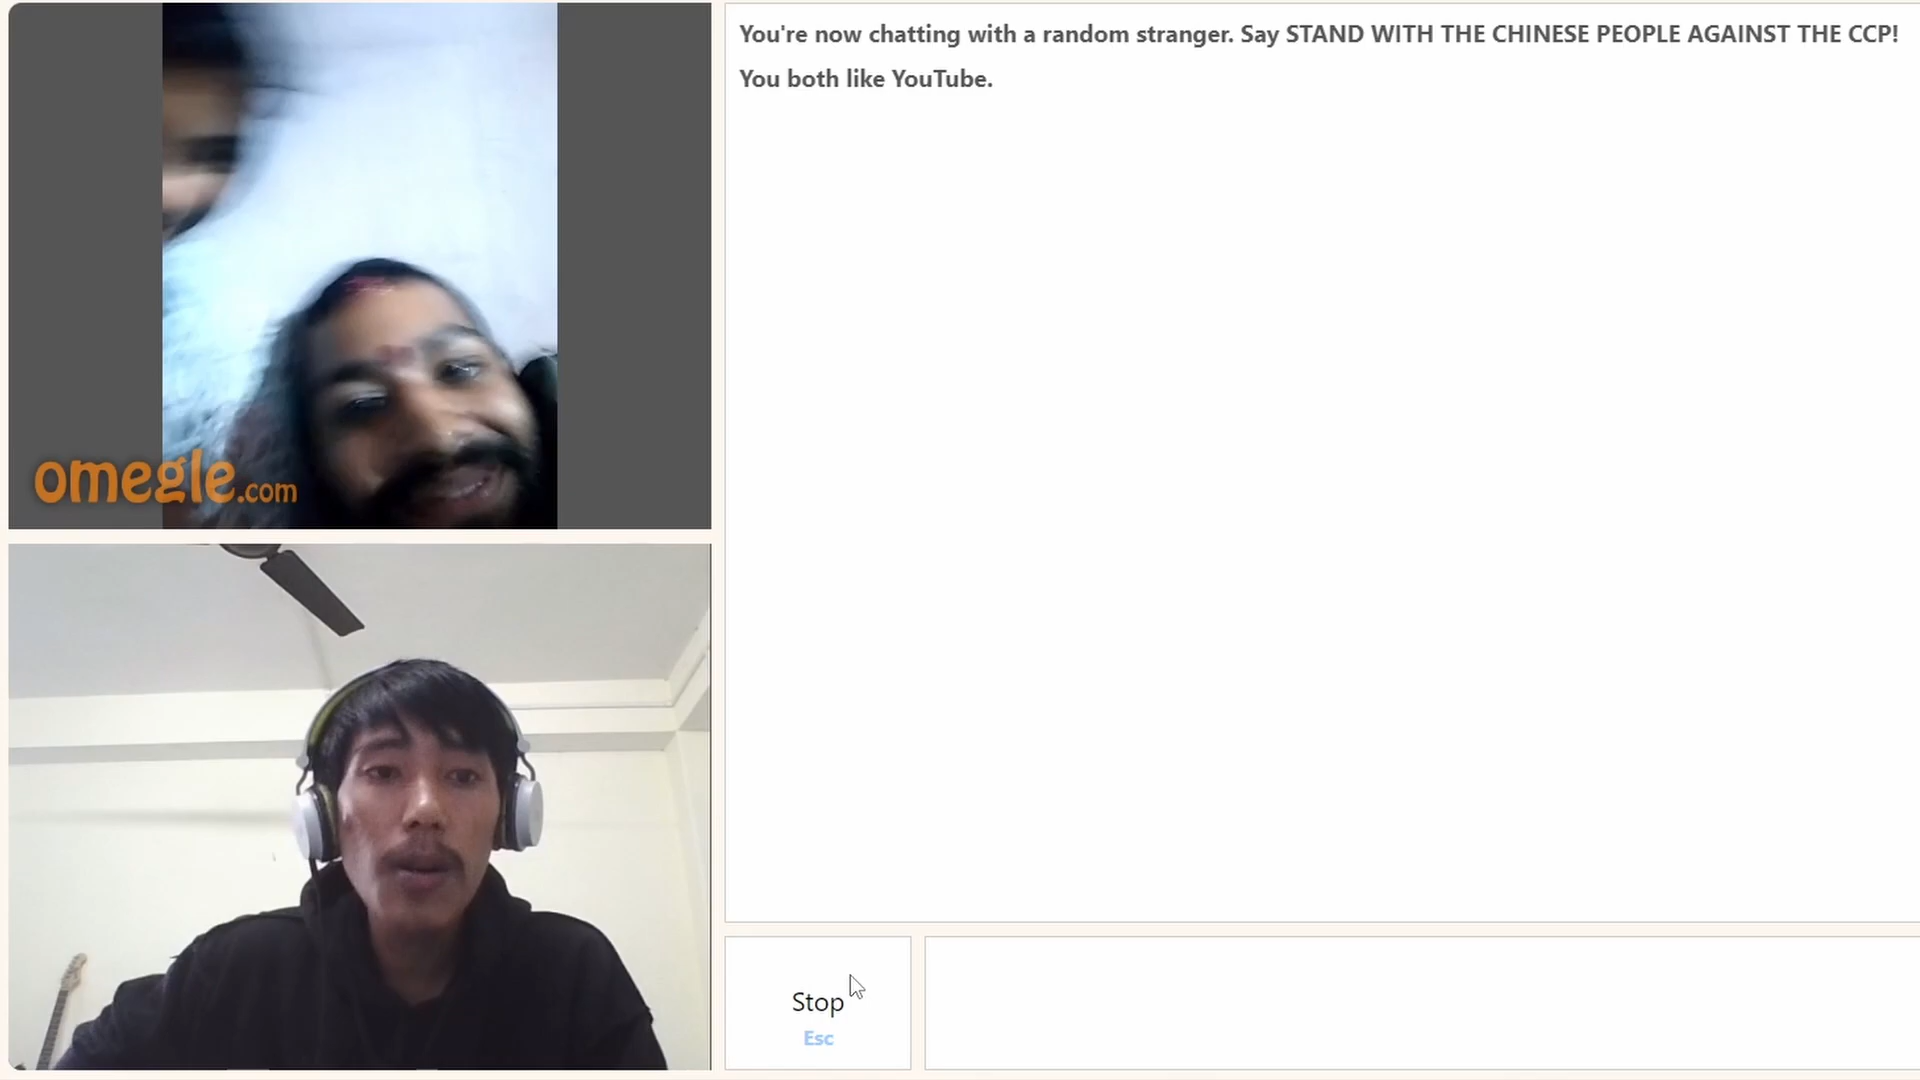 You're now chatting with a random stranger. Say STAND WITH THE CHINESE PEOPLE AGAINST THE CCP!
You both like YouTube.
omegle.com
Stop
Esc